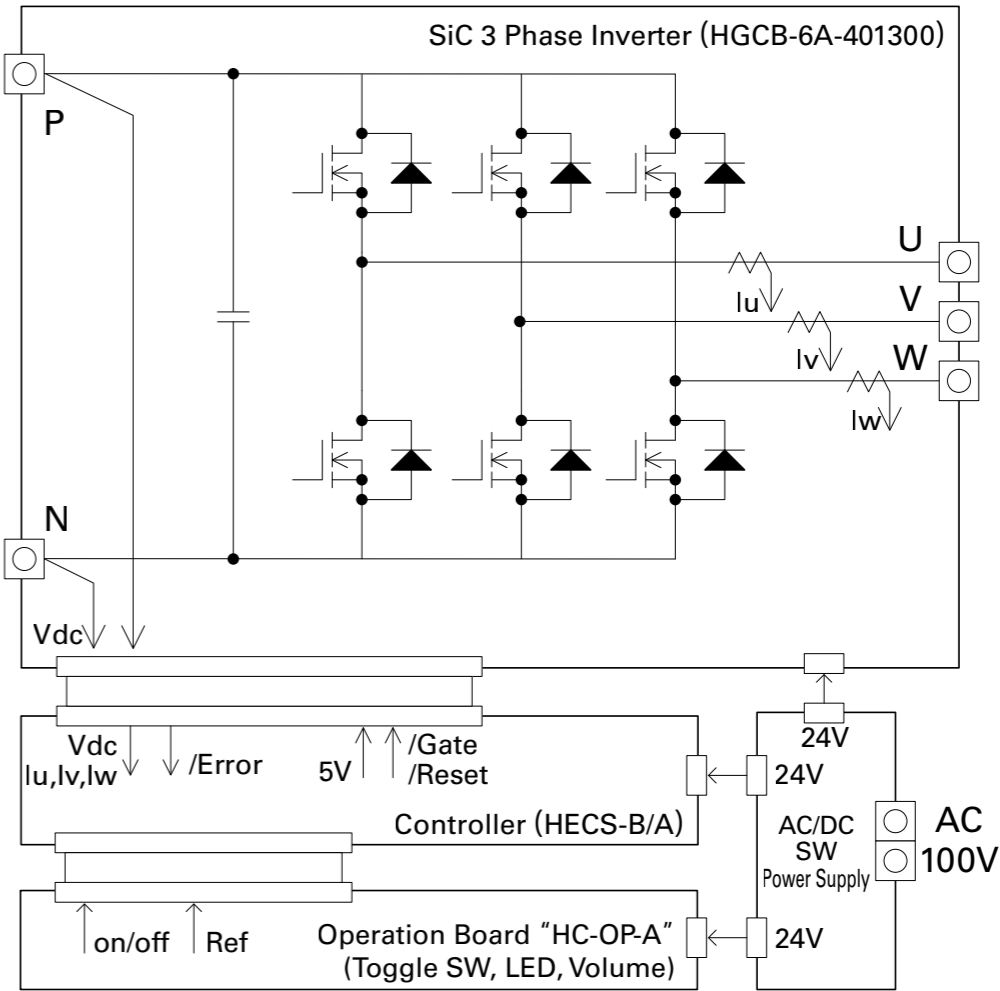 SiC 3 Phase Inverter (HGCB-6A-401300)
P
U
Iu
V
Iv
W
Iw
N
Vdc
Vdc
Iu,Iv,Iw
/Error
5V
/Gate
/Reset
24V
24V
Controller (HECS-B/A)
AC/DC
SW
Power Supply
AC
100V
on/off
Ref
Operation Board "HC-OP-A"
(Toggle SW, LED, Volume)
24V